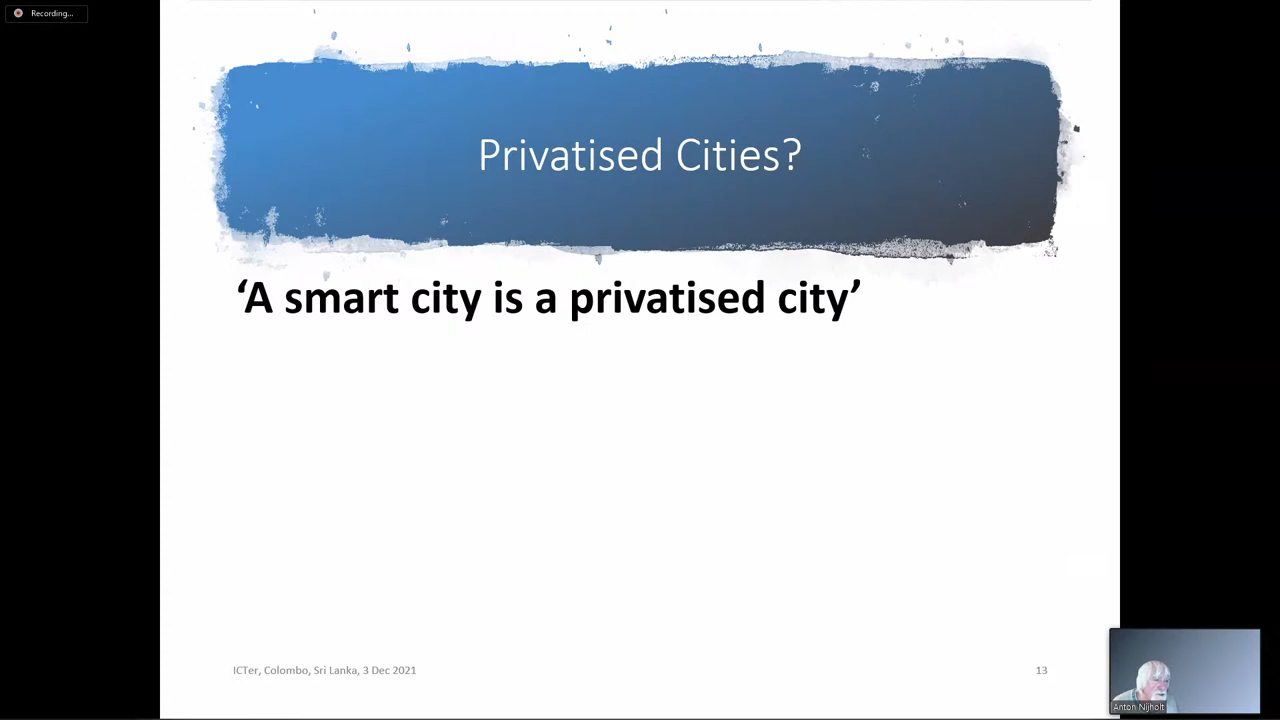 Recording...
Privatised Cities?
‘A smart city is a privatised city’
ICTer, Colombo, Sri Lanka, 3 Dec 2021
13
Anton Nijholt